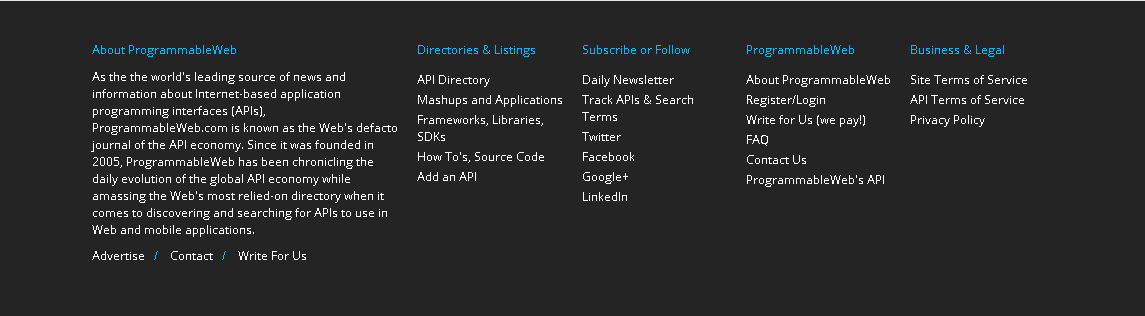 About ProgrammableWeb
As the the world's leading source of news and
information about Internet-based application
programming interfaces (APIs),
ProgrammableWeb.com is known as the Web's defacto
journal of the API economy. Since it was founded in
2005, ProgrammableWeb has been chronicling the
daily evolution of the global API economy while
amassing the Web's most relied-on directory when it
comes to discovering and searching for APIs to use in
Web and mobile applications.
Advertise / Contact / Write For Us
Directories & Listings
API Directory
Mashups and Applications
Frameworks, Libraries,
SDKs
How To's, Source Code
Add an API
Subscribe or Follow
Daily Newsletter
Track APIs & Search
Terms
Twitter
Facebook
Google+
LinkedIn
ProgrammableWeb
About ProgrammableWeb
Register/Login
Write for Us (we pay!)
FAQ
Contact Us
ProgrammableWeb's API
Business & Legal
Site Terms of Service
API Terms of Service
Privacy Policy